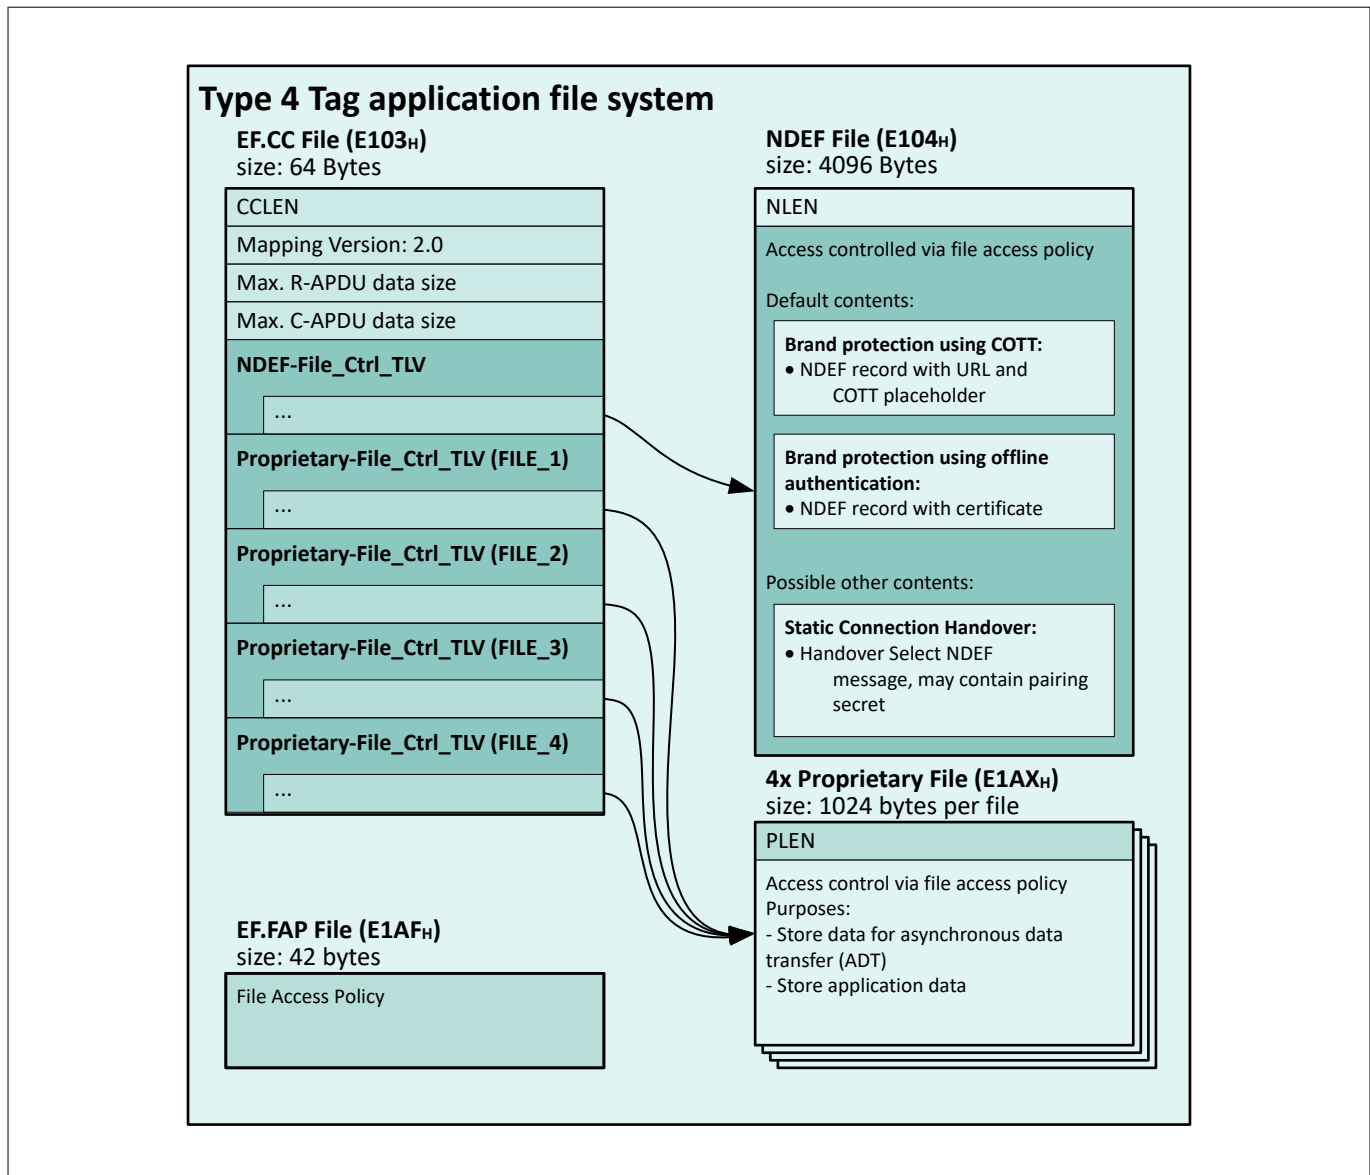 Type 4 Tag application file system
EF.CC File (E103H)
size: 64 Bytes
CCLEN
Mapping Version: 2.0
Max. R-APDU data size
Max. C-APDU data size
NDEF-File_Ctrl_TLV
...
Proprietary-File_Ctrl_TLV (FILE_1)
...
Proprietary-File_Ctrl_TLV (FILE_2)
...
Proprietary-File_Ctrl_TLV (FILE_3)
...
Proprietary-File_Ctrl_TLV (FILE_4)
...
EF.FAP File (E1AFH)
size: 42 bytes
File Access Policy
NDEF File (E104H)
size: 4096 Bytes
NLEN
Access controlled via file access policy
Default contents:
Brand protection using COTT:
• NDEF record with URL and
COTT placeholder
Brand protection using offline
authentication:
• NDEF record with certificate
Possible other contents:
Static Connection Handover:
• Handover Select NDEF
message, may contain pairing
secret
4x Proprietary File (E1AXH)
size: 1024 bytes per file
PLEN
Access control via file access policy
Purposes:
- Store data for asynchronous data
transfer (ADT)
- Store application data